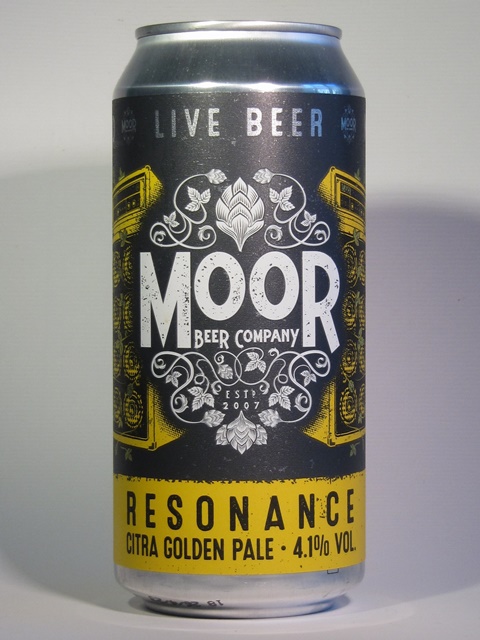 LIVE BEER
MOOR
BEER COMPANY
ESTD
2007
RESONANCE
CITRA GOLDEN PALE · 4.1% VOL.